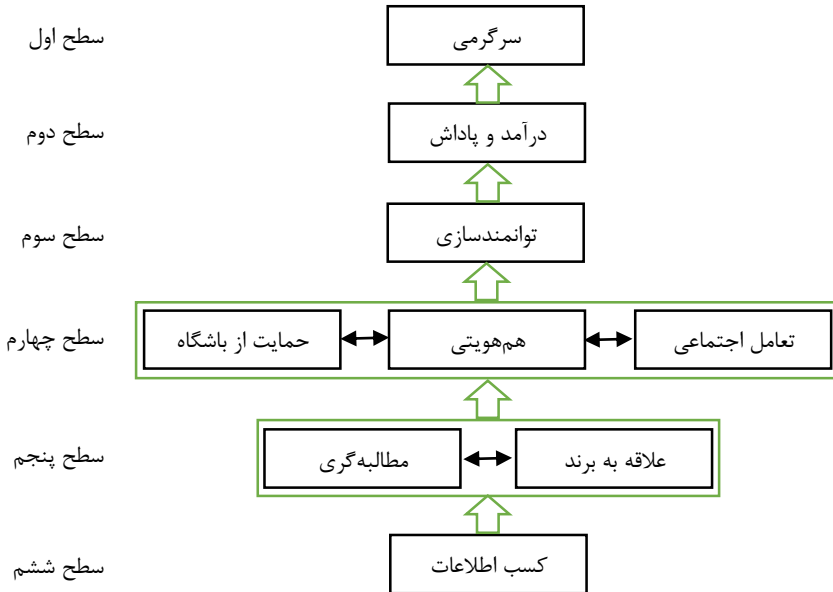 سطح اول
سرگرمی
سطح دوم
درآمد و پاداش
سطح سوم
توانمندسازی
سطح چهارم
تعامل اجتماعی
هم‌هویتی
حمایت از باشگاه
سطح پنجم
علاقه به برند
مطالبه‌گری
سطح ششم
کسب اطلاعات